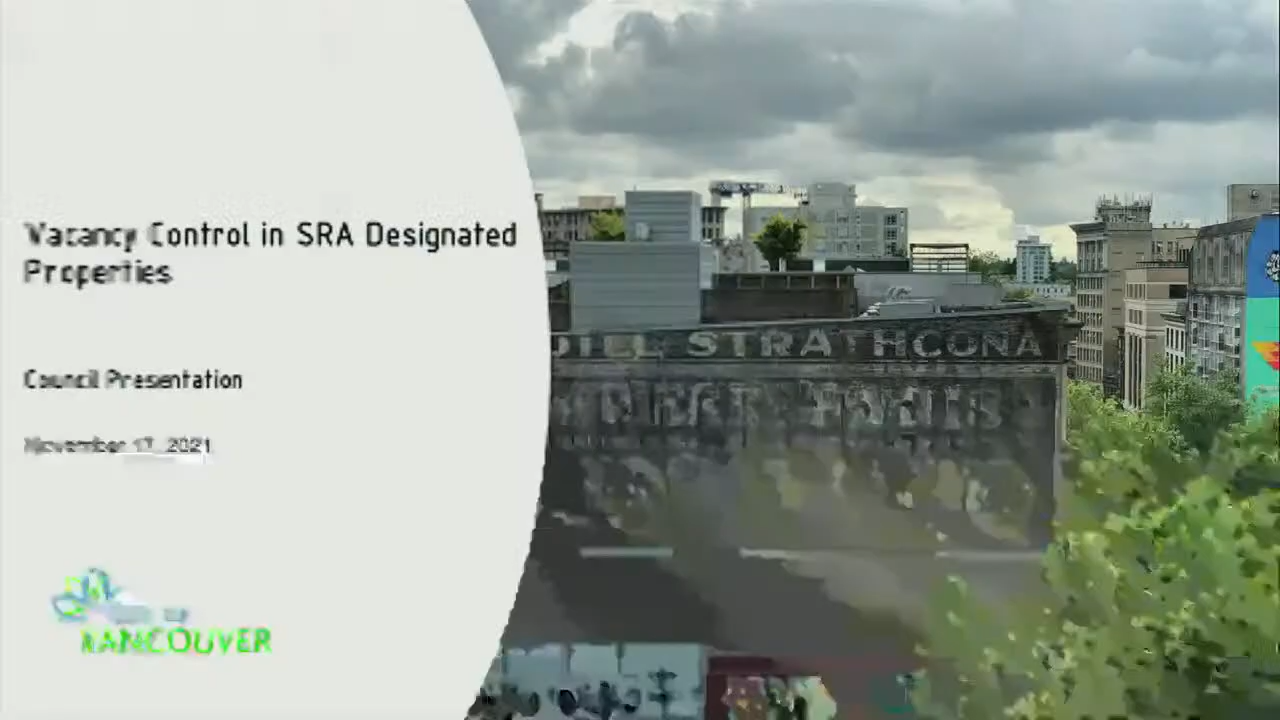 Vacancy Control in SRA Designated
Properties
Council Presentation
November 17, 2021
VANCOUVER
STRATHCONA